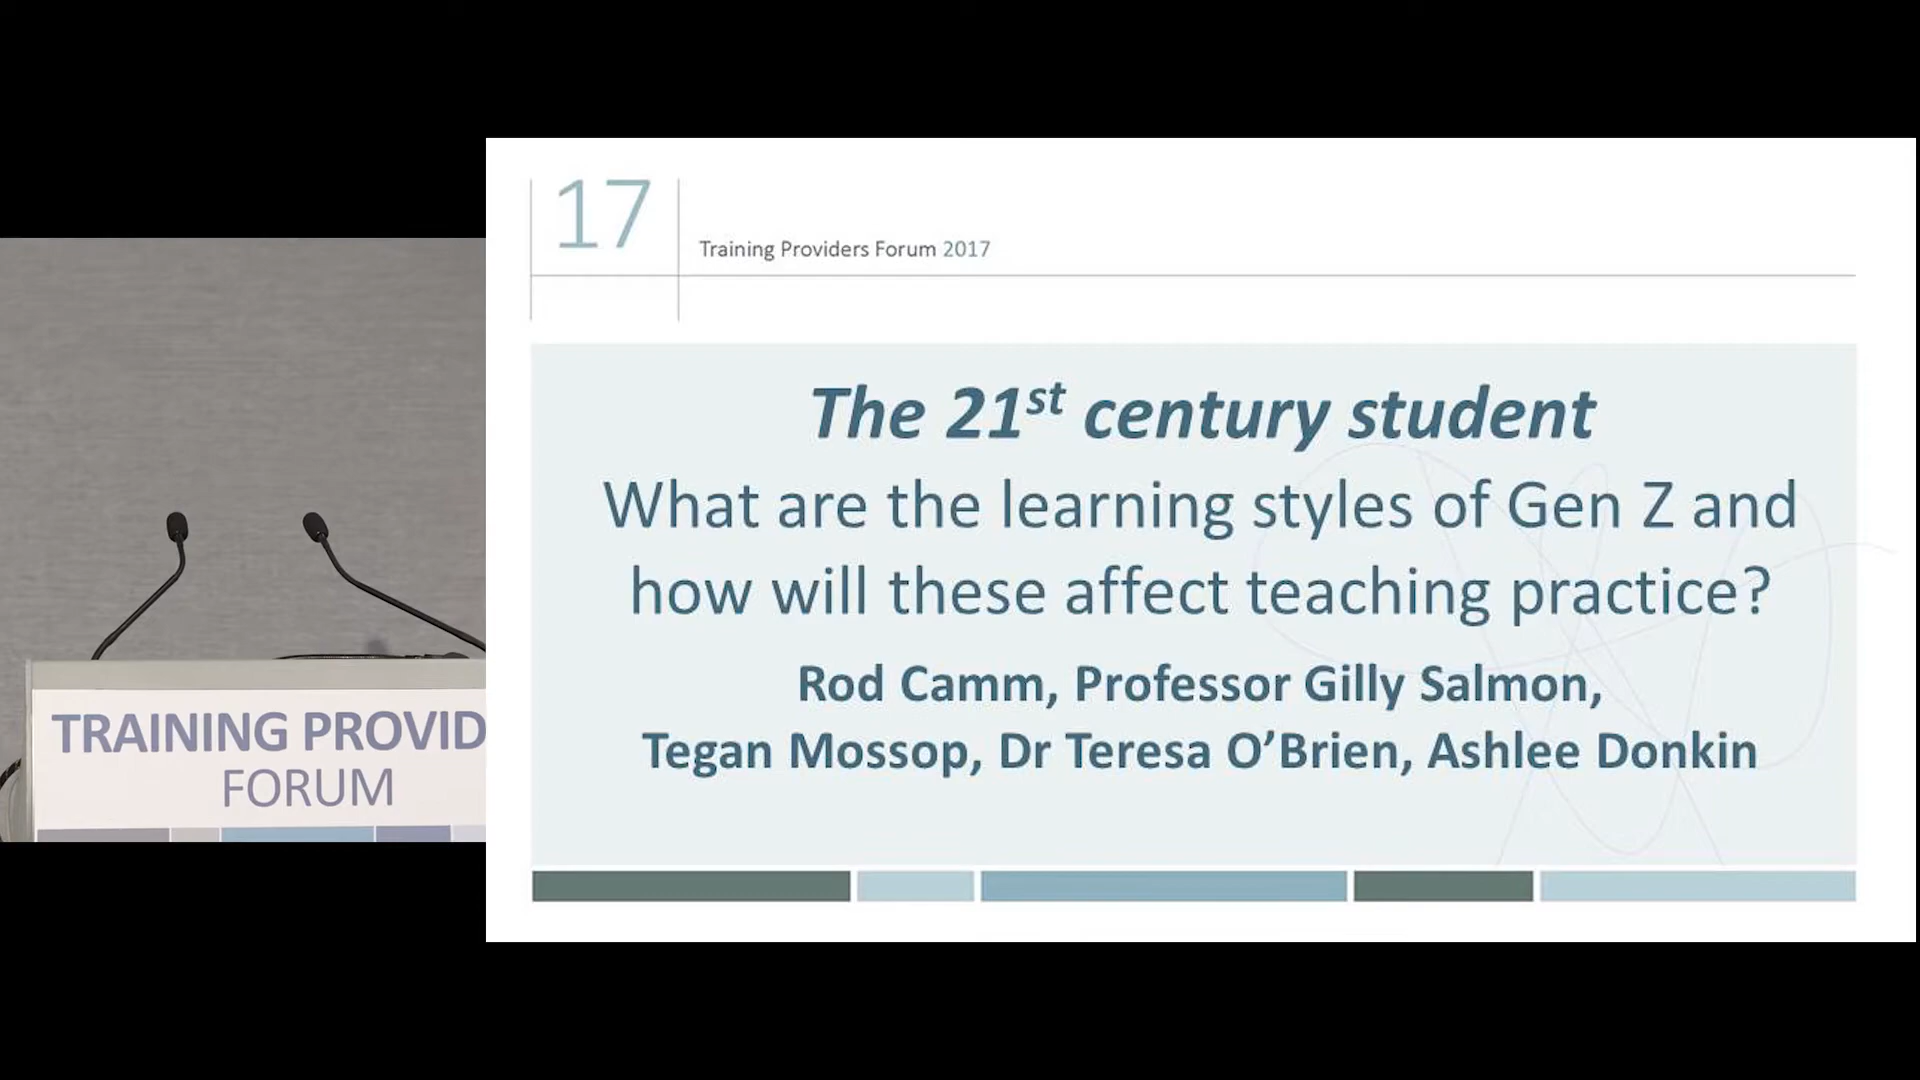 17
Training Providers Forum 2017
The 21st century student
What are the learning styles of Gen Z and
how will these affect teaching practice?
Rod Camm, Professor Gilly Salmon,
Tegan Mossop, Dr Teresa O’Brien, Ashlee Donkin
TRAINING PROVID
FORUM